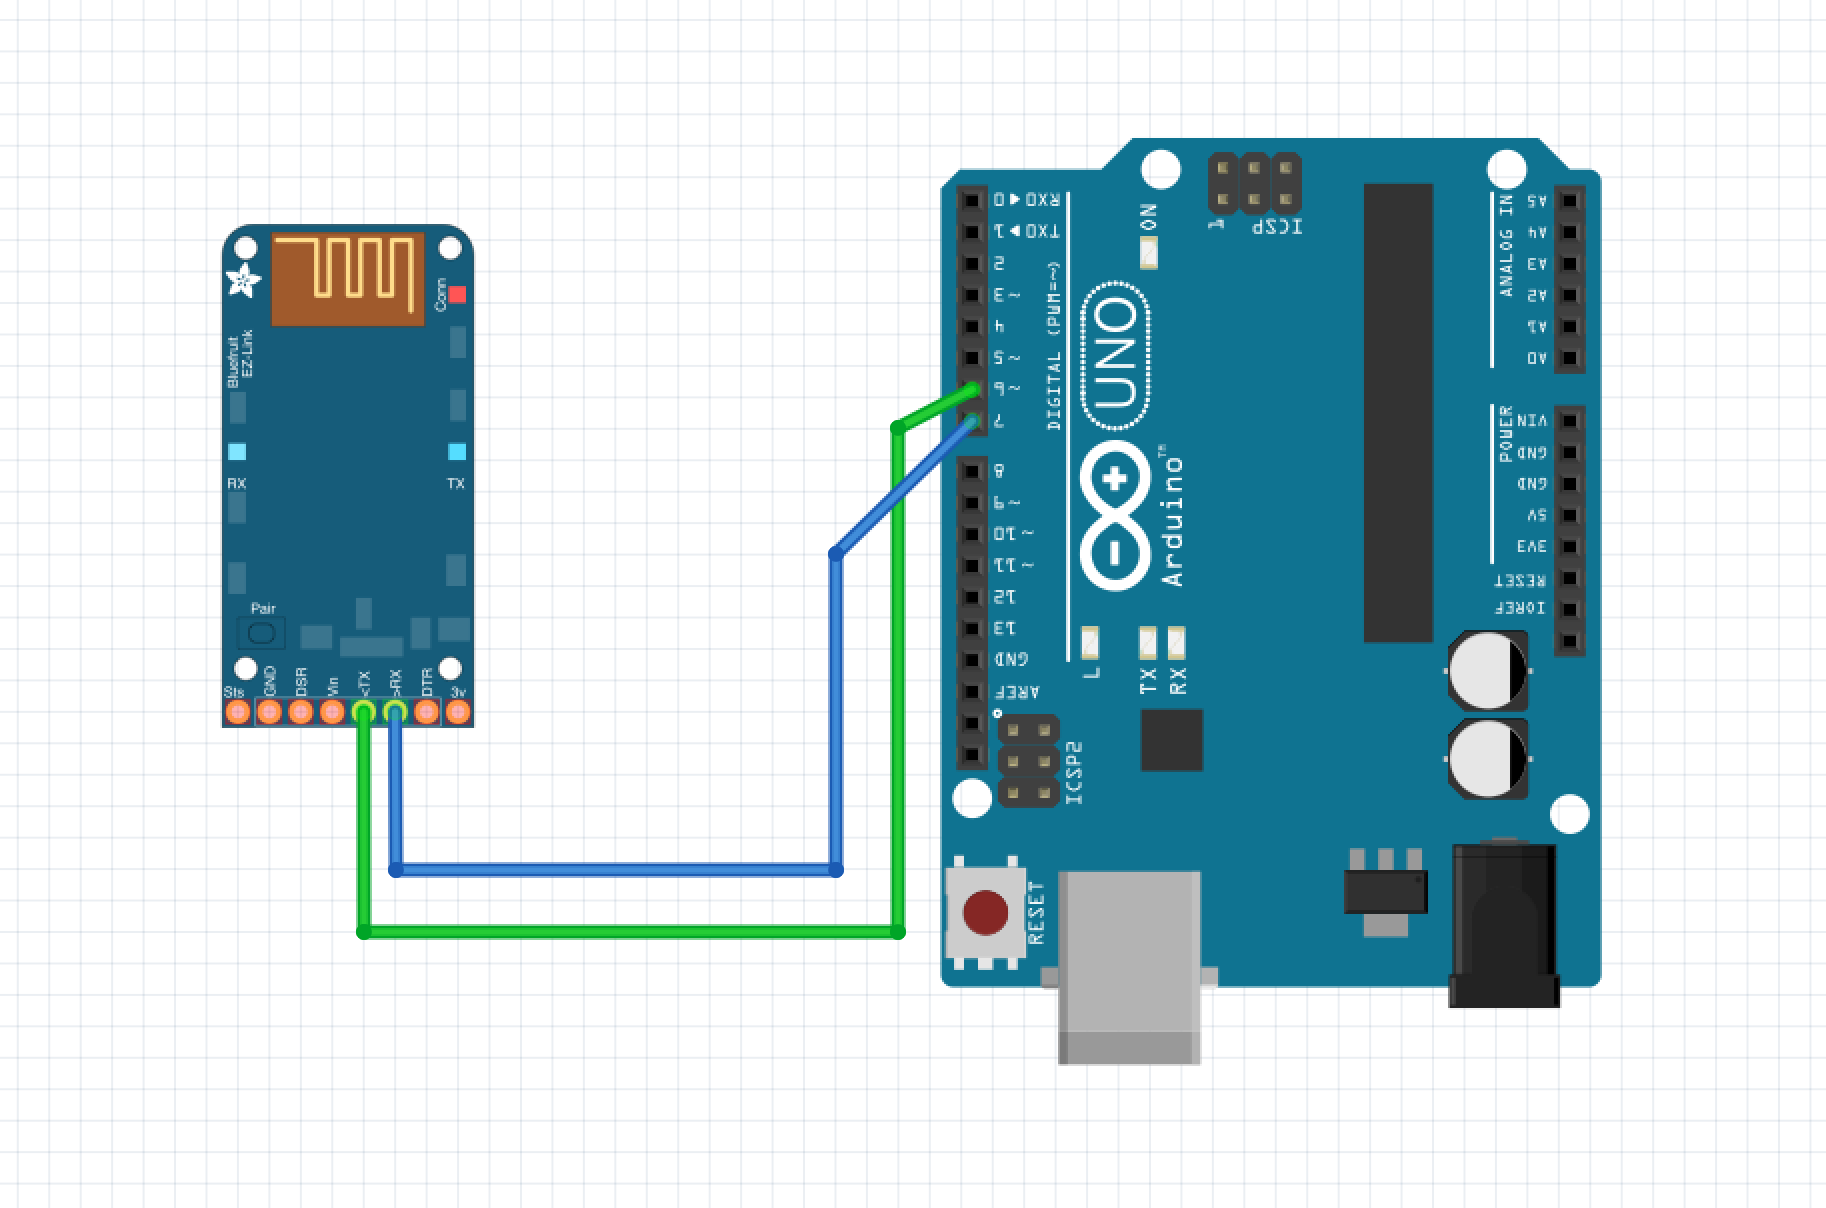 Conn
Bluefruit
EZ-Link
RX
TX
Pair
Sts
GND
DSR
Vin
<TX
>RX
DTR
3v
RX0 ◀ 0
TX0 ◀ 1
2
~ 3
4
~ 5
~ 6
7
8
~ 9
~ 10
~ 11
12
13
GND
AREF
DIGITAL (PWM=~)
ON
1
ICSP
UNO
Arduino™
L
TX
RX
ICSP2
RESET
ANALOG IN
A5
A4
A3
A2
A1
A0
POWER
VIN
GND
GND
5V
3V3
RESET
IOREF